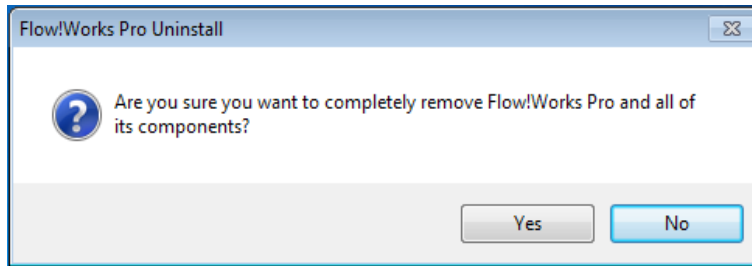 Flow!Works Pro Uninstall
Are you sure you want to completely remove Flow!Works Pro and all of
its components?
Yes No